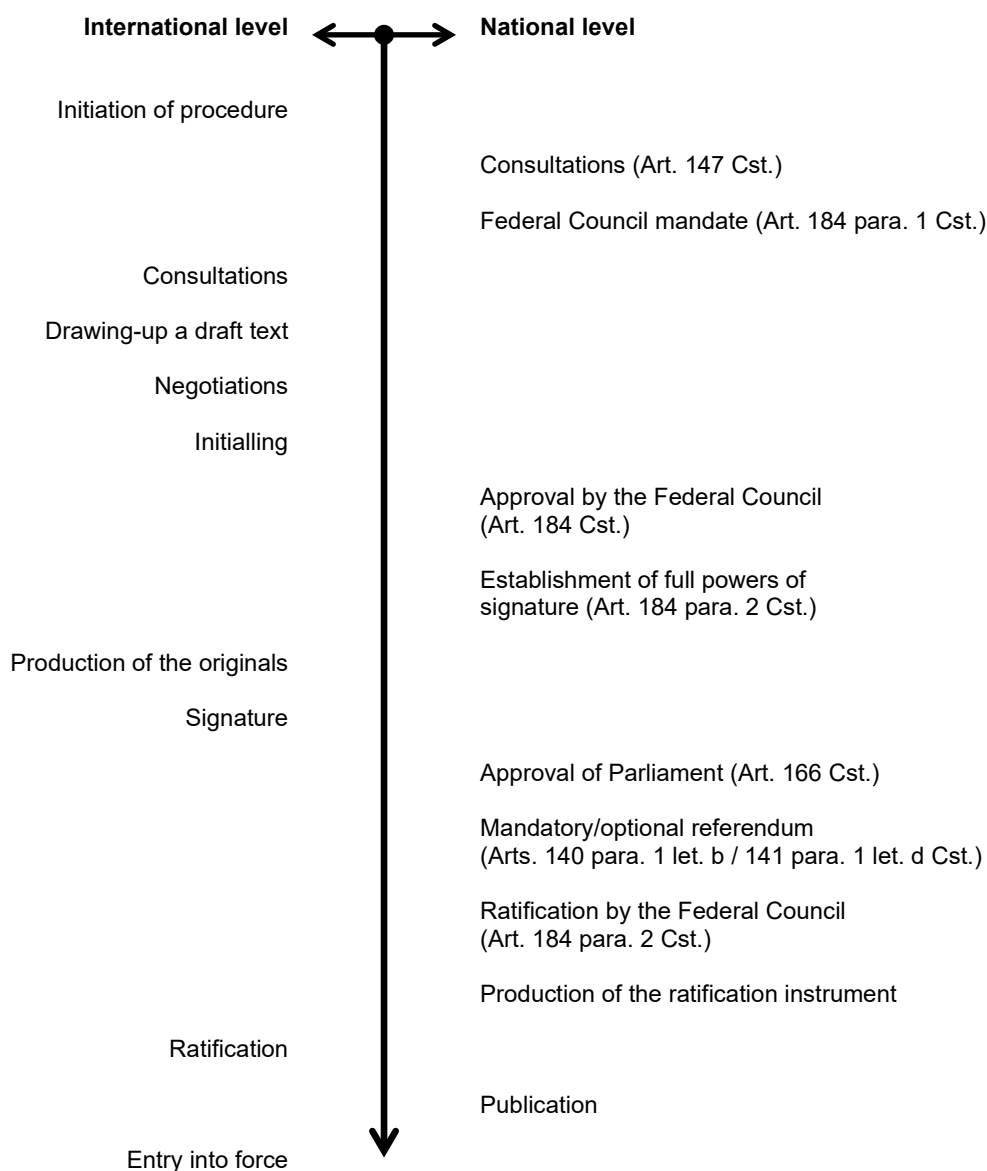 International level
National level
Initiation of procedure
Consultations (Art. 147 Cst.)
Federal Council mandate (Art. 184 para. 1 Cst.)
Consultations
Drawing-up a draft text
Negotiations
Initialling
Approval by the Federal Council
(Art. 184 Cst.)
Establishment of full powers of
signature (Art. 184 para. 2 Cst.)
Production of the originals
Signature
Approval of Parliament (Art. 166 Cst.)
Mandatory/optional referendum
(Arts. 140 para. 1 let. b / 141 para. 1 let. d Cst.)
Ratification by the Federal Council
(Art. 184 para. 2 Cst.)
Production of the ratification instrument
Ratification
Publication
Entry into force